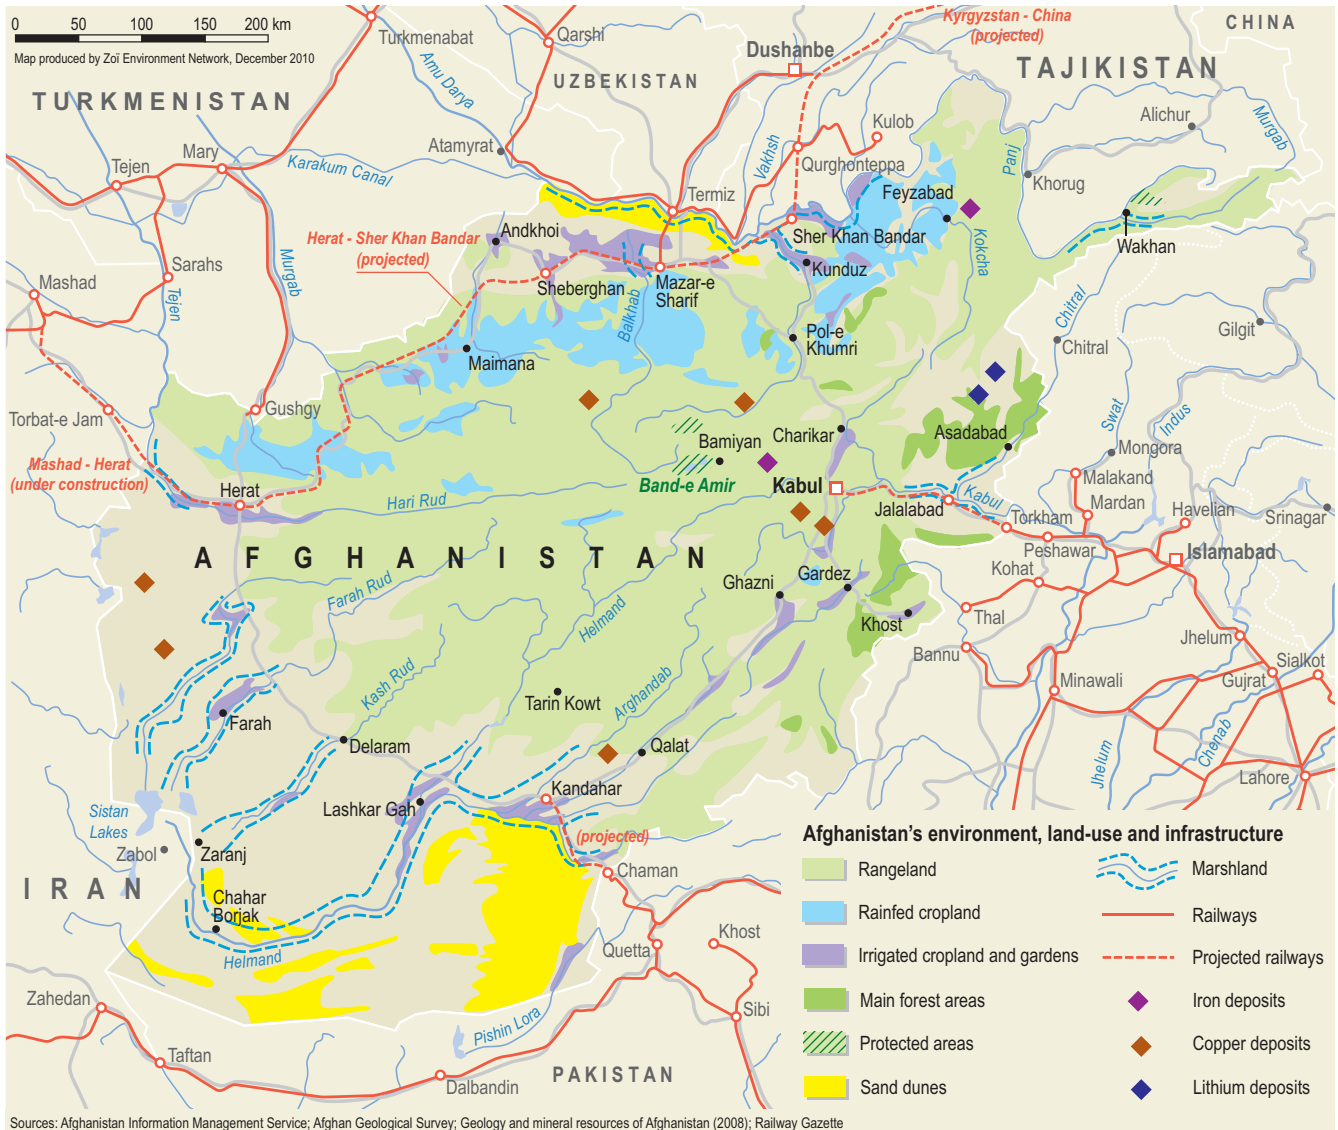 0 50 100 150 200 km
Map produced by Zoï Environment Network, December 2010
TURKMENISTAN
UZBEKISTAN
TAJIKISTAN
CHINA
Kyrgyzstan - China
(projected)
Turkmenabat
Qarshi
Dushanbe
Amu Darya
Atamyrat
Karakum Canal
Tejen
Mary
Termiz
Vakhsh
Kulob
Qurghonteppa
Panj
Alichur
Murgab
Khorug
Feyzabad
Wakhan
Kokcha
Sher Khan Bandar
Kunduz
Andkhoi
Herat - Sher Khan Bandar
(projected)
Sheberghan
Mazar-e
Sharif
Balkhab
Murgab
Sarahs
Tejen
Mashad
Maimana
Pol-e
Khumri
Chitral
Chitral
Gilgit
Gushgy
Torbat-e Jam
Mashad - Herat
(under construction)
Herat
Hari Rud
Bamiyan
Band-e Amir
Charikar
Kabul
Asadabad
Jalalabad
Kabul
Swat
Indus
Mongora
Malakand
Mardan
Havelian
Srinagar
Torkham
Peshawar
Islamabad
Kohat
AFGHANISTAN
Ghazni
Gardez
Khost
Thal
Bannu
Jhelum
Sialkot
Gujrat
Minawali
Jhelum
Chenab
Lahore
Farah Rud
Helmand
Kash Rud
Arghandab
Tarin Kowt
Farah
Delaram
Qalat
Kandahar
Lashkar Gah
(projected)
Sistan
Lakes
Zabol
Zaranj
IRAN
Chahar
Borjak
Helmand
Chaman
Khost
Quetta
Sibi
Zahedan
Taftan
Pishin Lora
Dalbandin
PAKISTAN
Afghanistan's environment, land-use and infrastructure
Rangeland
Rainfed cropland
Irrigated cropland and gardens
Main forest areas
Protected areas
Sand dunes
Marshland
Railways
Projected railways
Iron deposits
Copper deposits
Lithium deposits
Sources: Afghanistan Information Management Service; Afghan Geological Survey; Geology and mineral resources of Afghanistan (2008); Railway Gazette